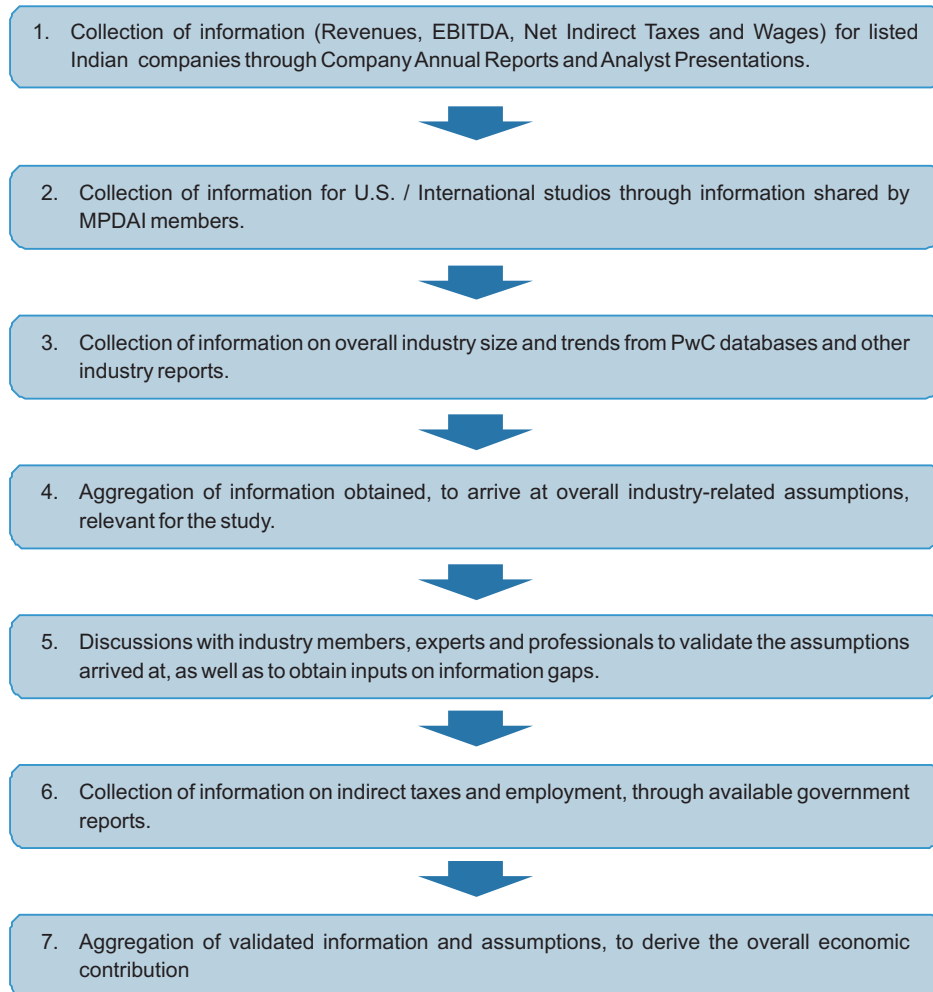 1. Collection of information (Revenues, EBITDA, Net Indirect Taxes and Wages) for listed
Indian companies through Company Annual Reports and Analyst Presentations.
2. Collection of information for U.S. / International studios through information shared by
MPDAI members.
3. Collection of information on overall industry size and trends from PwC databases and other
industry reports.
4. Aggregation of information obtained, to arrive at overall industry-related assumptions,
relevant for the study.
5. Discussions with industry members, experts and professionals to validate the assumptions
arrived at, as well as to obtain inputs on information gaps.
6. Collection of information on indirect taxes and employment, through available government
reports.
7. Aggregation of validated information and assumptions, to derive the overall economic
contribution